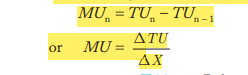 MUₙ = TUₙ – TUₙ₋₁
or MU = ΔTU / ΔX